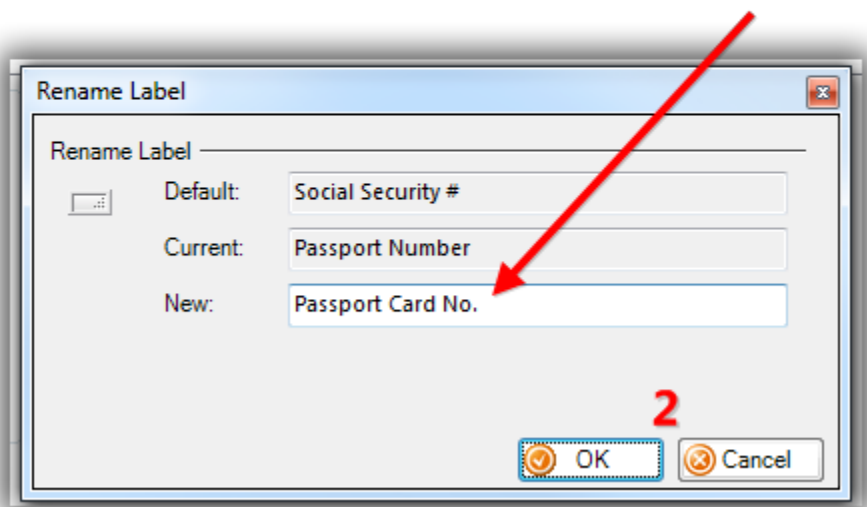 Rename Label
Rename Label
Default: Social Security #
Current: Passport Number
New: Passport Card No.
2
OK Cancel